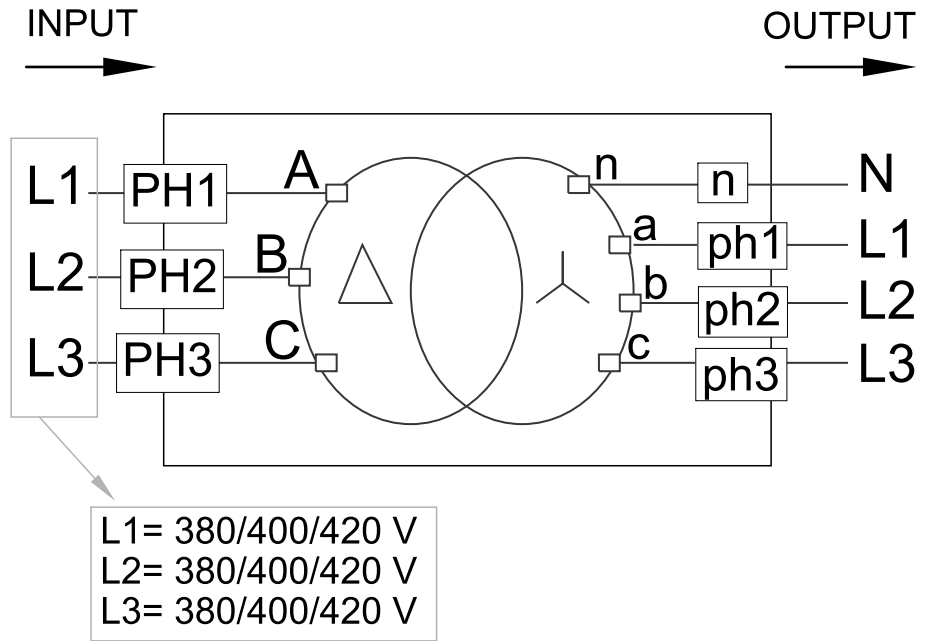 INPUT
OUTPUT
L1 PH1 A n n N
a ph1 L1
L2 PH2 B b ph2 L2
L3 PH3 C c ph3 L3
L1= 380/400/420 V
L2= 380/400/420 V
L3= 380/400/420 V